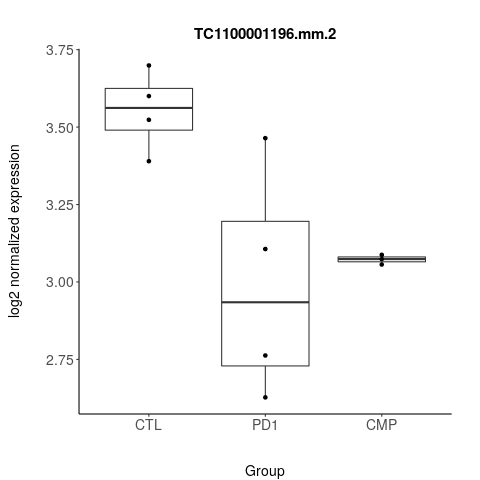 TC1100001196.mm.2
3.75
3.50
3.25
3.00
2.75
log2 normalized expression
CTL PD1 CMP
Group